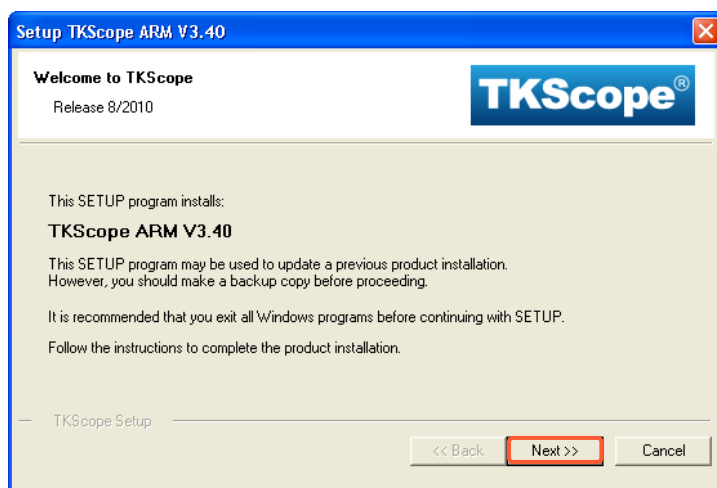 Setup TKScope ARM V3.40
Welcome to TKScope
Release 8/2010
TKScope®
This SETUP program installs:
TKScope ARM V3.40
This SETUP program may be used to update a previous product installation.
However, you should make a backup copy before proceeding.
It is recommended that you exit all Windows programs before continuing with SETUP.
Follow the instructions to complete the product installation.
TKScope Setup
<< Back Next >> Cancel